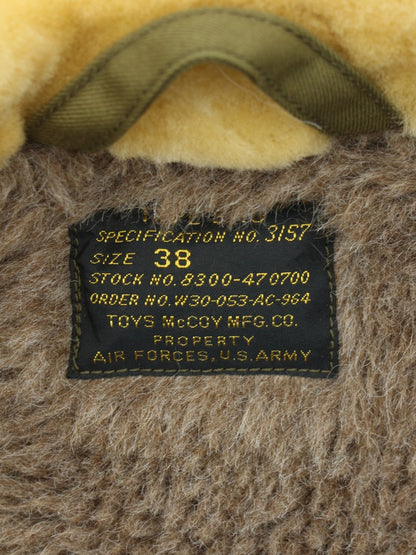 SPECIFICATION NO. 3157
SIZE 38
STOCK NO. 8300-470700
ORDER NO. W30-053-AC-964
TOYS McCOY MFG. CO.
PROPERTY
AIR FORCES, U.S. ARMY